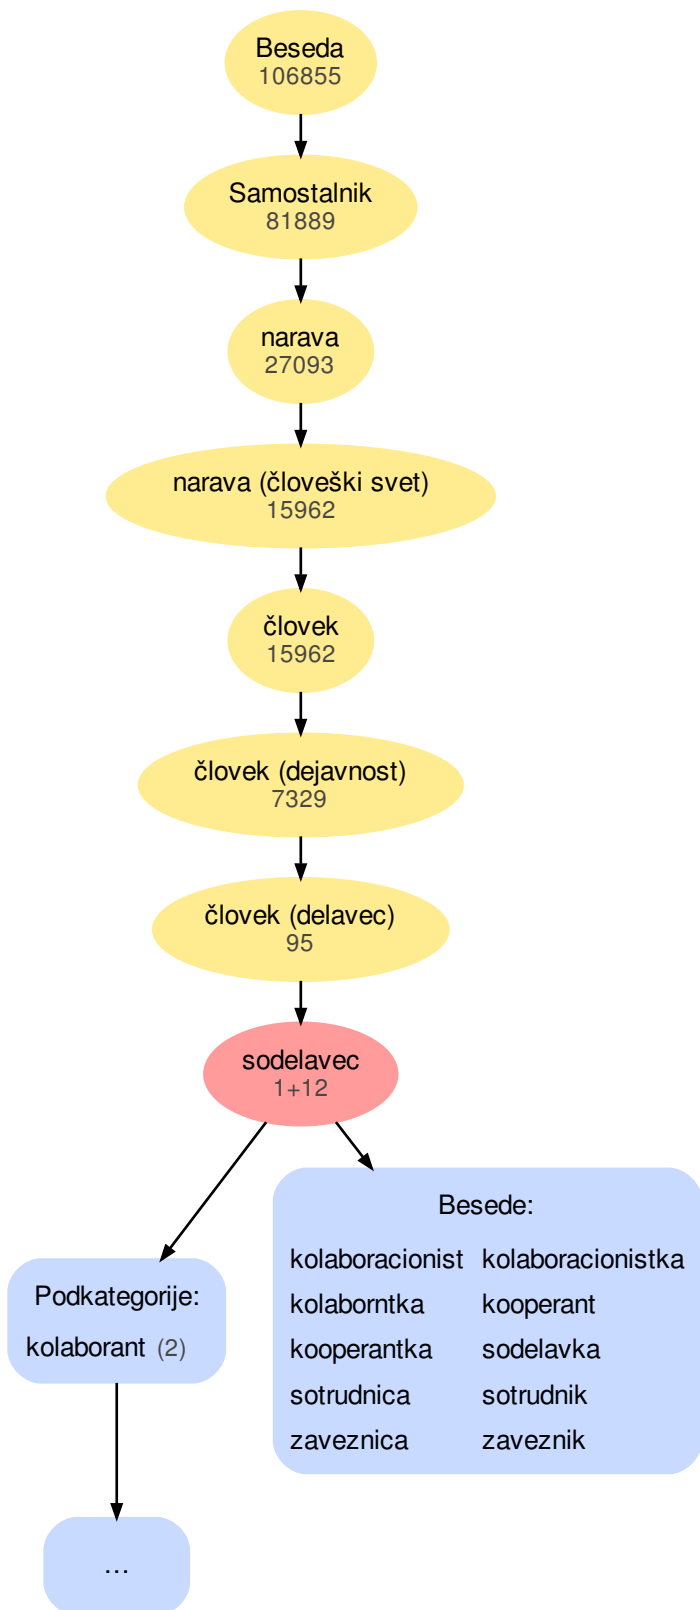 Beseda
106855
Samostalnik
81889
narava
27093
narava (človeški svet)
15962
človek
15962
človek (dejavnost)
7329
človek (delavec)
95
sodelavec
1+12
Besede:
kolaboracionist kolaboracionistka
kolaborntka kooperant
kooperantka sodelavka
sotrudnica sotrudnik
zaveznica zaveznik
Podkategorije:
kolaborant (2)
...